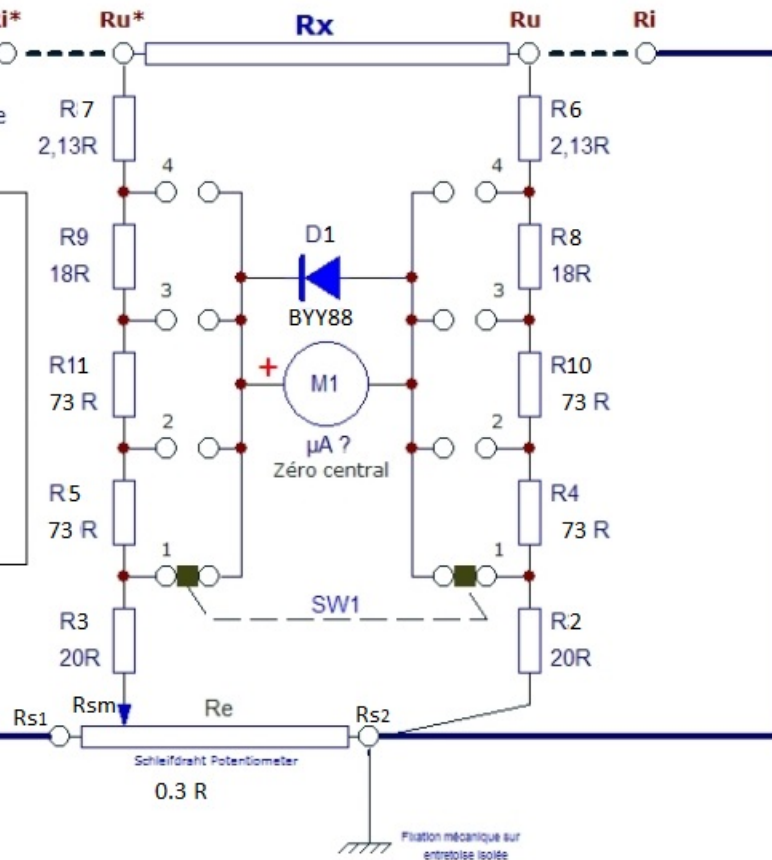 i* Ru* Rx Ru Ri
e R7 R6
2,13R 2,13R
4 4
R9 D1 R8
18R 18R
3 BYY88 3
R11 + M1 R10
73 R 73 R
2 µA ? 2
Zéro central
R5 R4
73 R 73 R
1 1
SW1
R3 R2
20R 20R
Rs1 Rsm Re Rs2
Schleifdraht Potentiometer
0.3 R
Fixation mécanique sur
entretoise isolée